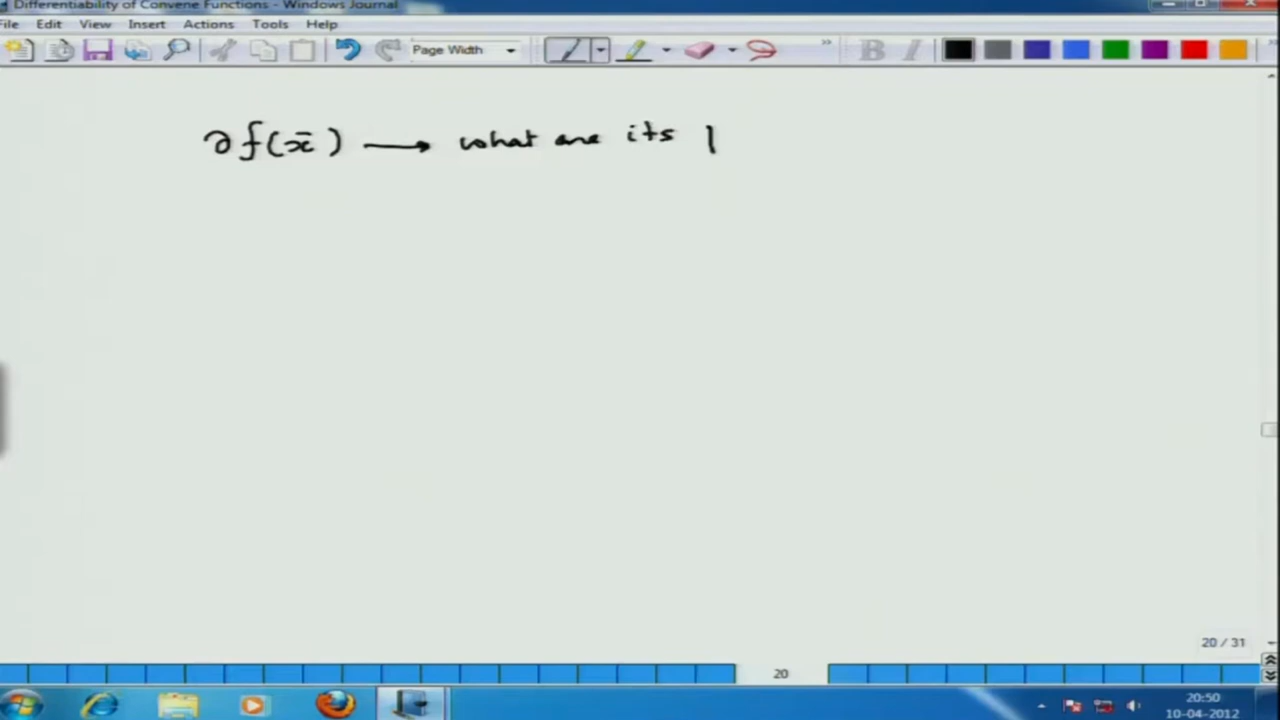 Differentiability of Convene Functions - Windows Journal
File Edit View Insert Actions Tools Help
Page Width
B I
∂f(x̄) ⟶ what are its
20 / 31
20
20:50
10-04-2012